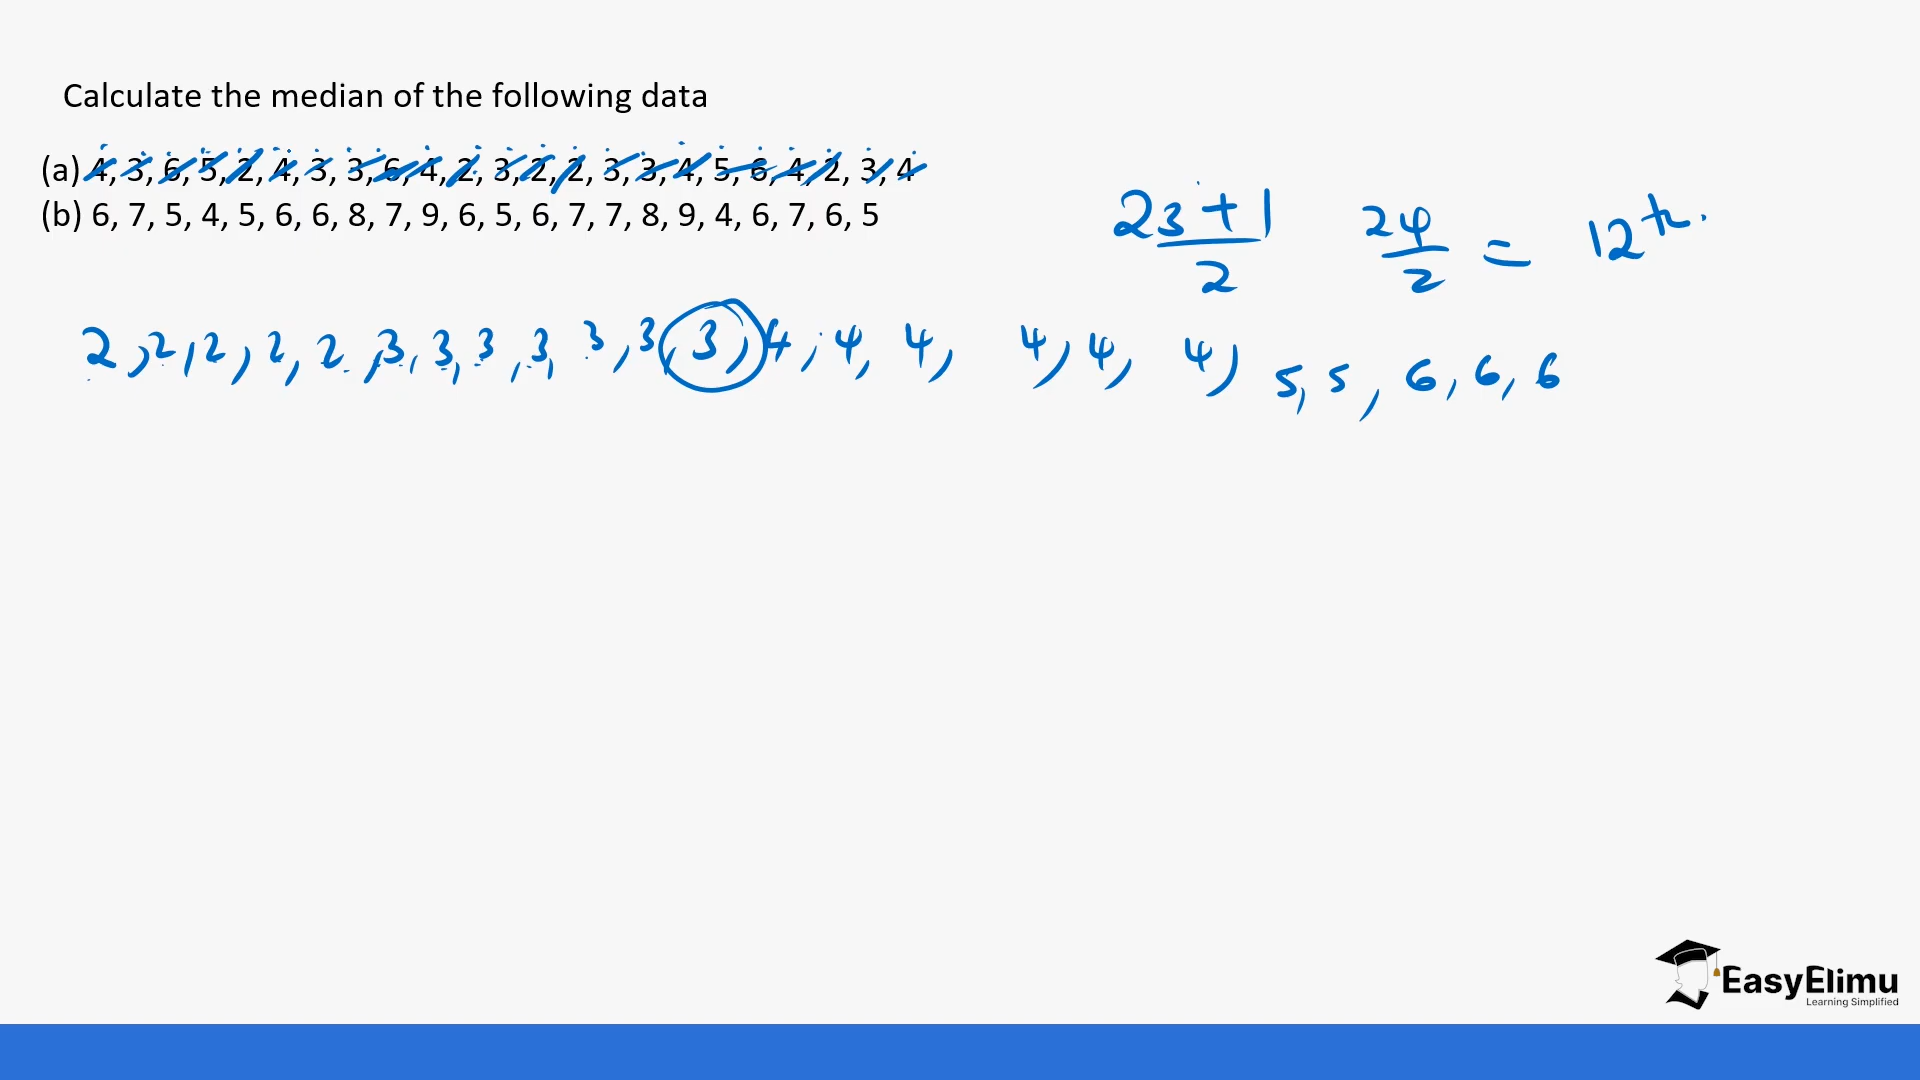 Calculate the median of the following data
(a) 4, 3, 6, 5, 2, 4, 3, 3, 6, 4, 2, 3, 2, 2, 3, 3, 4, 5, 6, 4, 2, 3, 4
(b) 6, 7, 5, 4, 5, 6, 6, 8, 7, 9, 6, 5, 6, 7, 7, 8, 9, 4, 6, 7, 6, 5
23+1 24 = 12th.
2 2
2, 2, 2, 2, 2, 3, 3, 3, 3, 3, 3, 3, 4, 4, 4, 4, 4, 4, 5, 5, 6, 6, 6
EasyElimu
Learning Simplified